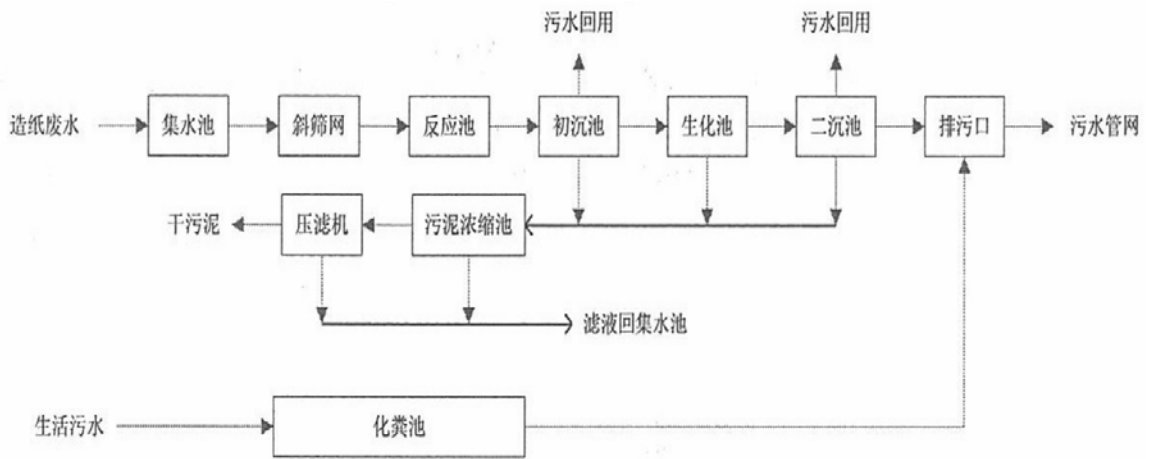 污水回用
污水回用
造纸废水
集水池
斜筛网
反应池
初沉池
生化池
二沉池
排污口
污水管网
干污泥
压滤机
污泥浓缩池
滤液回集水池
生活污水
化粪池